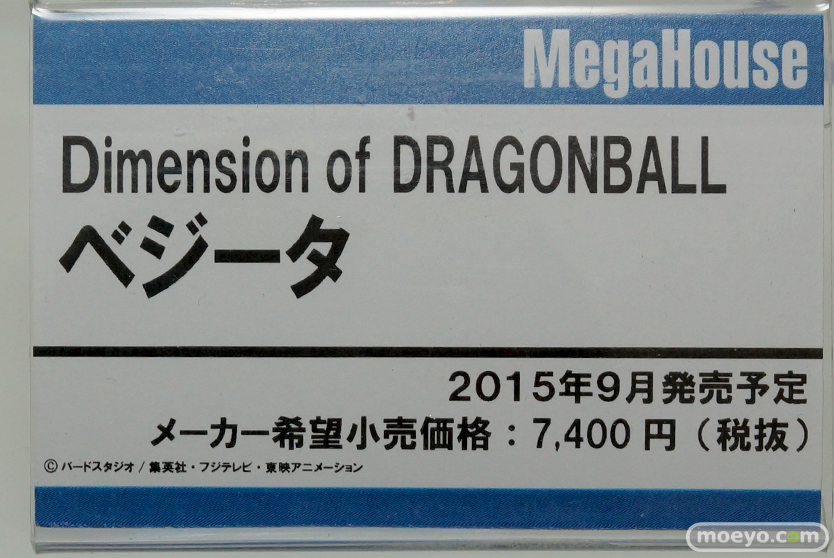 MegaHouse
Dimension of DRAGONBALL
ベジータ
2015年9月発売予定
メーカー希望小売価格：7,400円（税抜）
©バードスタジオ/集英社・フジテレビ・東映アニメーション
moeyo.com